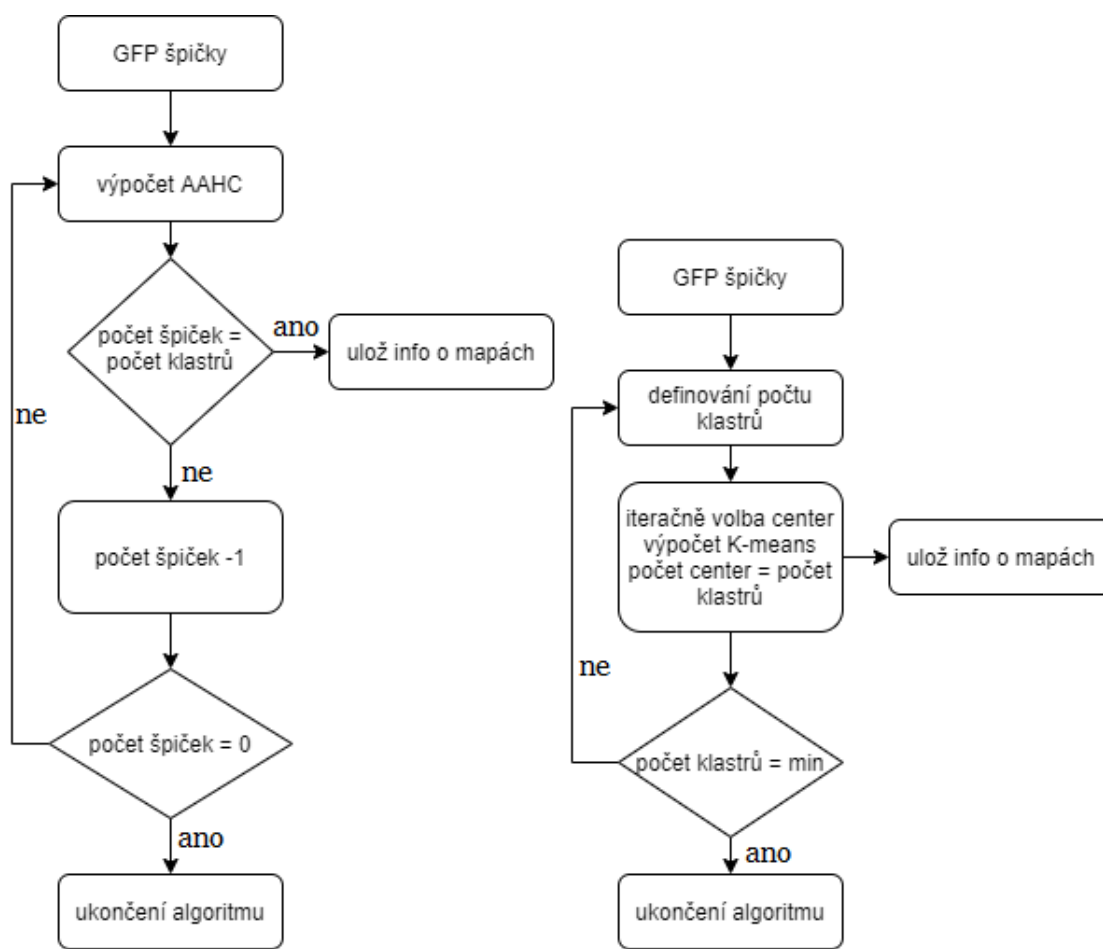 GFP špičky
výpočet AAHC
počet špiček =
počet klastrů
ano
ulož info o mapách
ne
ne
počet špiček -1
počet špiček = 0
ano
ukončení algoritmu
GFP špičky
definování počtu
klastrů
iteračně volba center
výpočet K-means
počet center = počet
klastrů
ulož info o mapách
ne
počet klastrů = min
ano
ukončení algoritmu